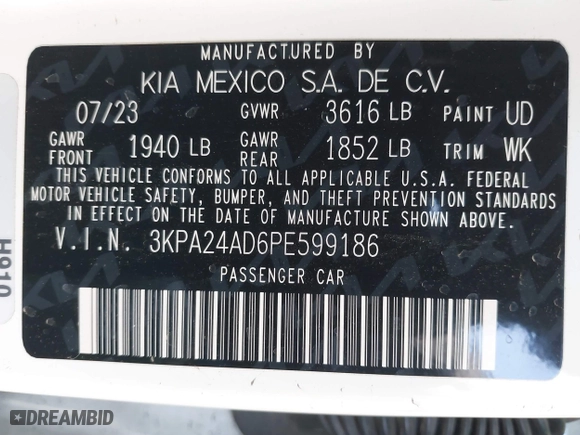 MANUFACTURED BY
KIA MEXICO S.A. DE C.V.
07/23 GVWR 3616 LB PAINT UD
GAWR FRONT 1940 LB GAWR REAR 1852 LB TRIM WK
THIS VEHICLE CONFORMS TO ALL APPLICABLE U.S.A. FEDERAL
MOTOR VEHICLE SAFETY, BUMPER, AND THEFT PREVENTION STANDARDS
IN EFFECT ON THE DATE OF MANUFACTURE SHOWN ABOVE.
V.I.N. 3KPA24AD6PE599186
PASSENGER CAR
H910
DREAMBID